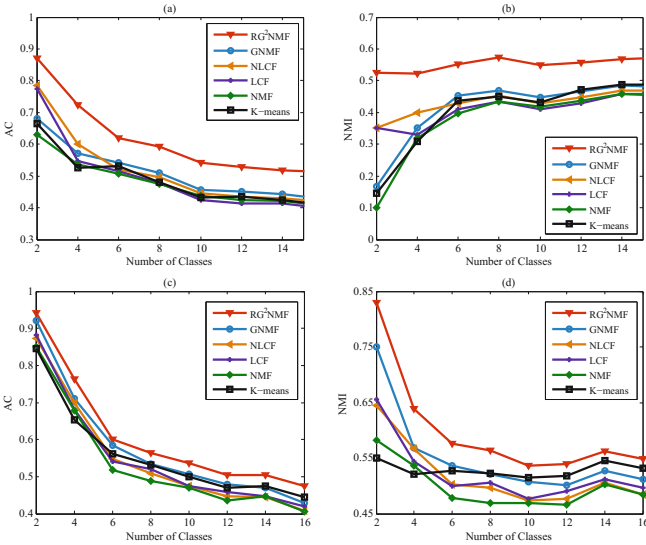 (a)
1
0.9
0.8
0.7
0.6
0.5
0.4
0.3
AC
2 4 6 8 10 12 14
Number of Classes
RG²NMF
GNMF
NLCF
LCF
NMF
K−means
(b)
0.7
0.6
0.5
0.4
0.3
0.2
0.1
0
NMI
2 4 6 8 10 12 14
Number of Classes
RG²NMF
GNMF
NLCF
LCF
NMF
K−means
(c)
1
0.9
0.8
0.7
0.6
0.5
0.4
AC
2 4 6 8 10 12 14 16
Number of Classes
RG²NMF
GNMF
NLCF
LCF
NMF
K−means
(d)
0.85
0.65
0.55
0.45
NMI
2 4 6 8 10 12 14 16
Number of Classes
RG²NMF
GNMF
NLCF
LCF
NMF
K−means